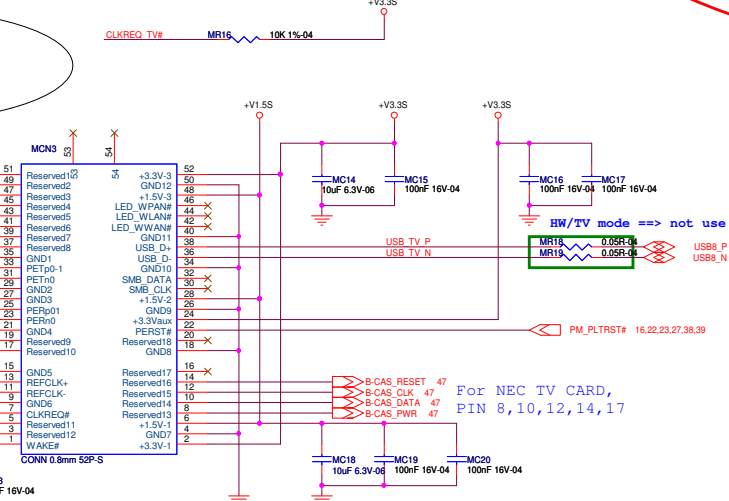 +V3.3S
CLKREQ_TV# MR16 10K 1%-04
+V1.5S +V3.3S +V3.3S
MCN3
53 54
53 54
51 Reserved1 +3.3V-3 52
49 Reserved2 GND12 50
47 Reserved3 +1.5V-3 48
45 Reserved4 LED_WPAN# 46
43 Reserved5 LED_WLAN# 44
41 Reserved6 LED_WWAN# 42
39 Reserved7 GND11 40
37 Reserved8 USB_D+ 38
35 GND1 USB_D- 36
33 PETp0-1 GND10 34
31 PETn0 SMB_DATA 32
29 GND2 SMB_CLK 30
27 GND3 +1.5V-2 28
25 PERp01 GND9 26
23 PERn0 +3.3Vaux 24
21 GND4 PERST# 22
19 Reserved9 Reserved18 20
17 Reserved10 GND8 18
15 GND5 Reserved17 16
13 REFCLK+ Reserved16 14
11 REFCLK- Reserved15 12
9 GND6 Reserved14 10
7 CLKREQ# Reserved13 8
5 Reserved11 +1.5V-1 6
3 Reserved12 GND7 4
1 WAKE# +3.3V-1 2
CONN 0.8mm 52P-S
MC14
10uF 6.3V-06
MC15
100nF 16V-04
MC16
100nF 16V-04
MC17
100nF 16V-04
HW/TV mode ==> not use
USB_TV_P MR18 0.05R-04 USB8_P
USB_TV_N MR19 0.05R-04 USB8_N
PM_PLTRST# 16,22,23,27,38,39
B-CAS_RESET 47
B-CAS_CLK 47
B-CAS_DATA 47
B-CAS_PWR 47
For NEC TV CARD,
PIN 8,10,12,14,17
MC18
10uF 6.3V-06
MC19
100nF 16V-04
MC20
100nF 16V-04
F 16V-04